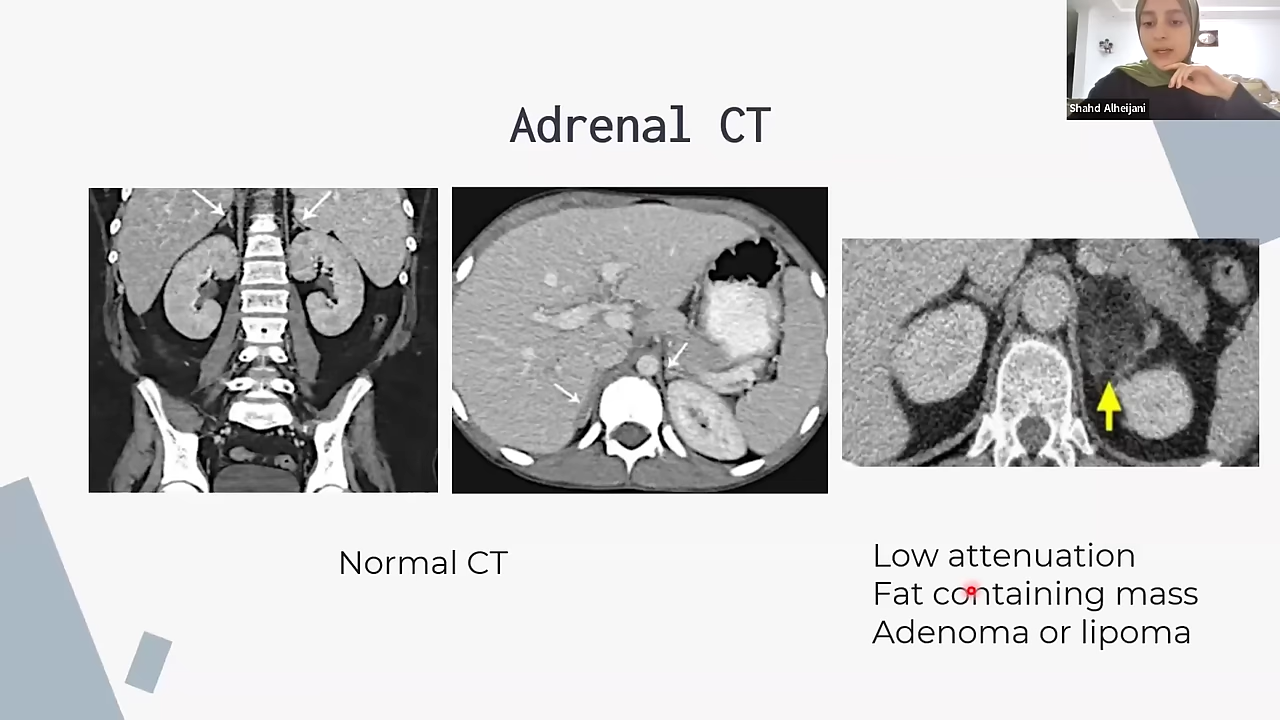 Shahd Alheijani
Adrenal CT
Normal CT
Low attenuation
Fat containing mass
Adenoma or lipoma